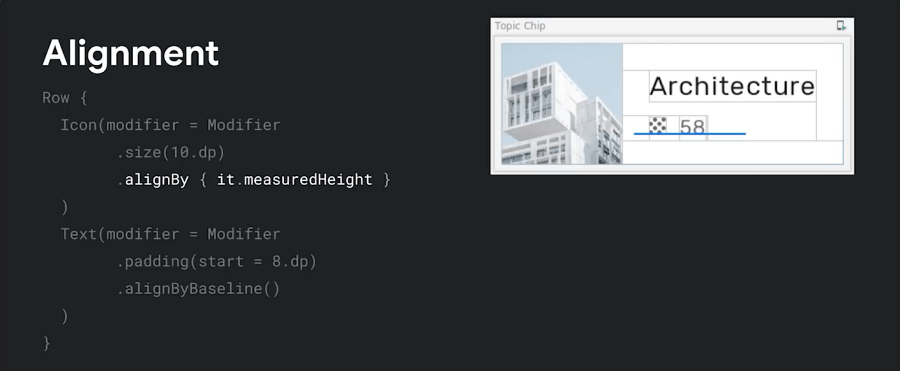 Alignment
Row {
Icon(modifier = Modifier
.size(10.dp)
.alignBy { it.measuredHeight }
)
Text(modifier = Modifier
.padding(start = 8.dp)
.alignByBaseline()
)
}
Topic Chip
Architecture
58